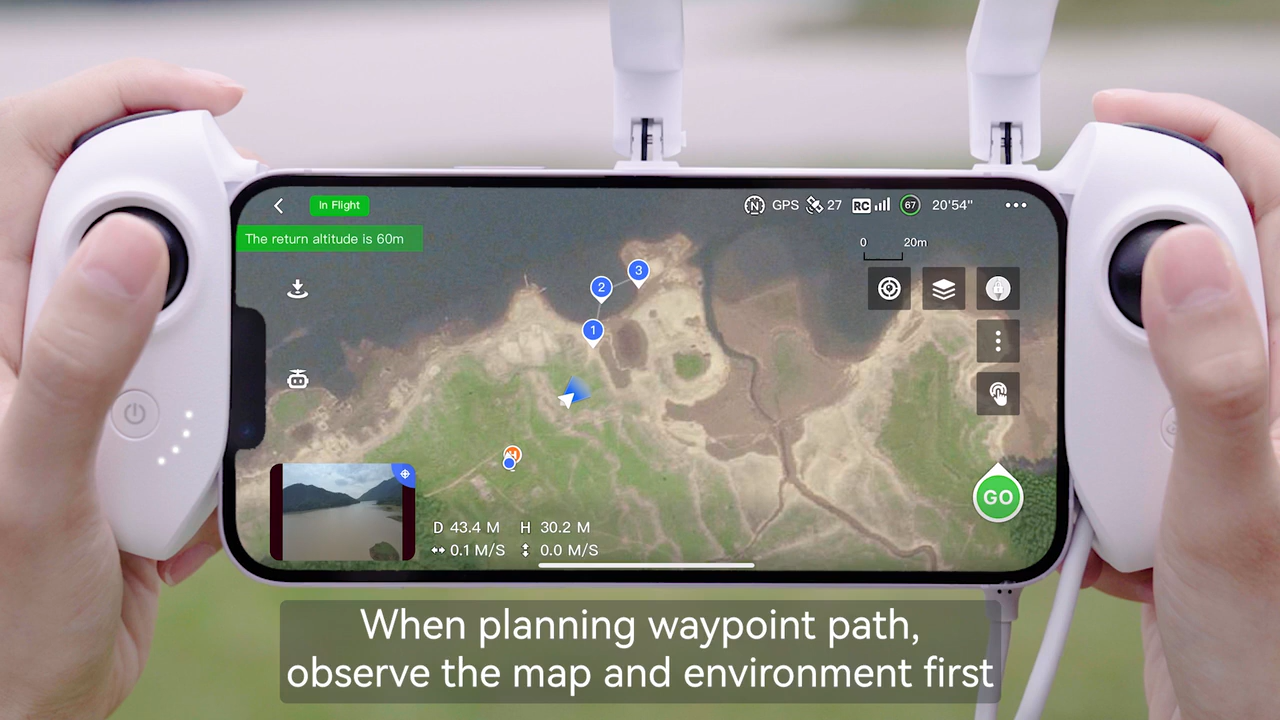 In Flight
N GPS 27 RC 67 20'54"
The return altitude is 60m
0 20m
3
2
1
H
GO
D 43.4 M H 30.2 M
0.1 M/S 0.0 M/S
When planning waypoint path,
observe the map and environment first